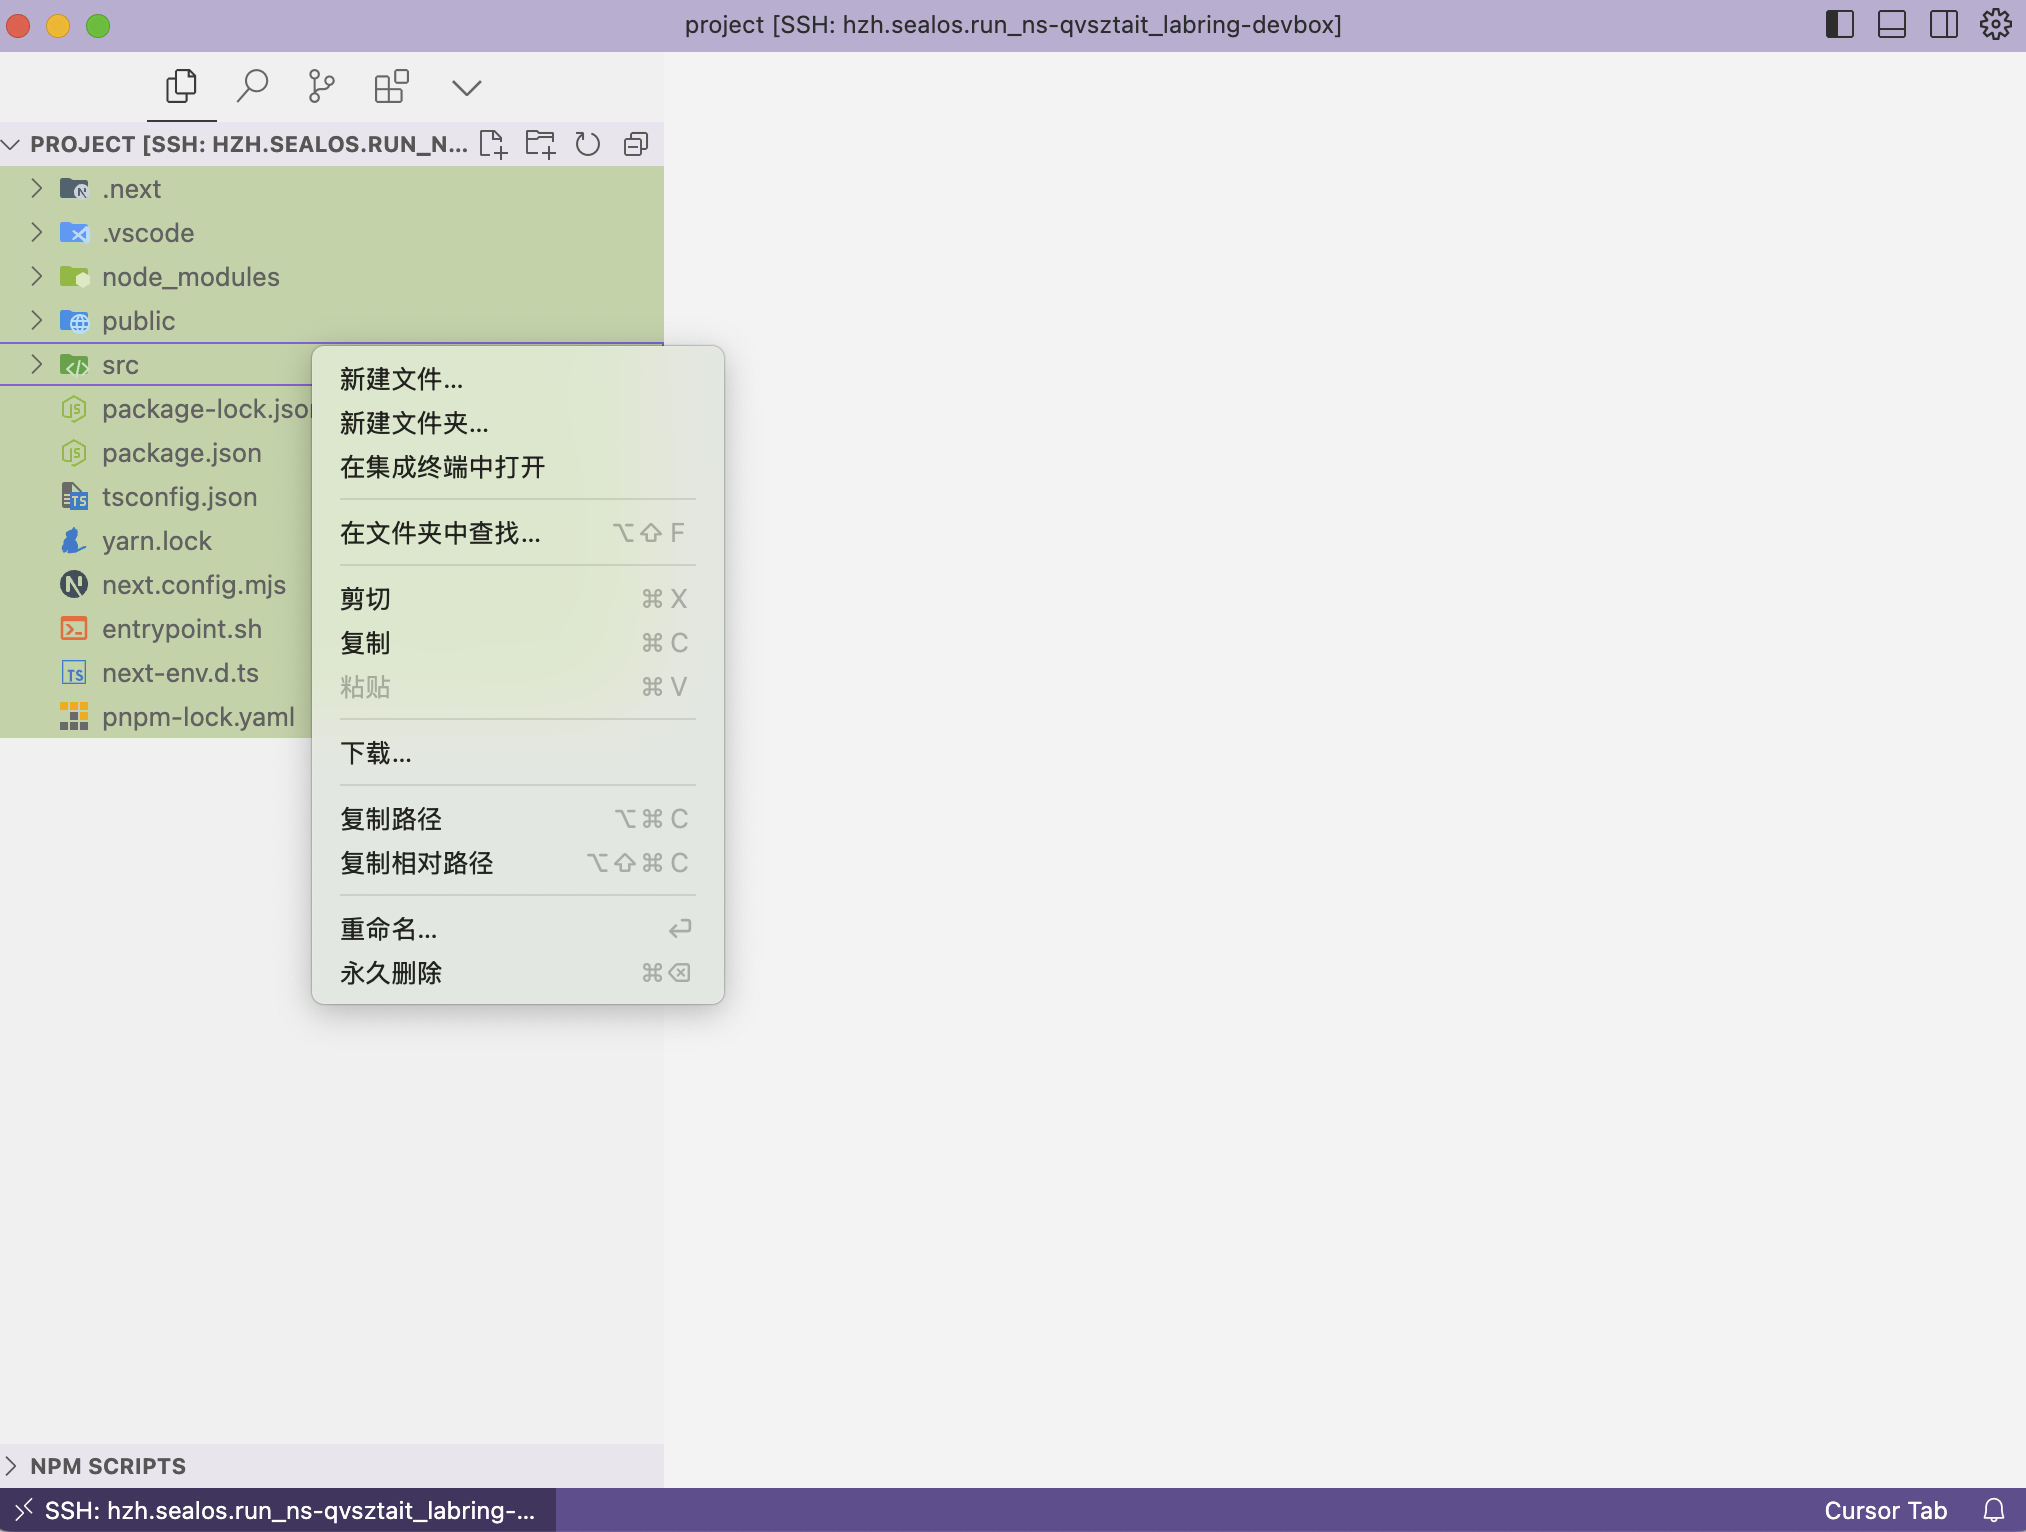 project [SSH: hzh.sealos.run_ns-qvsztait_labring-devbox]
PROJECT [SSH: HZH.SEALOS.RUN_N...
.next
.vscode
node_modules
public
src
package-lock.json
package.json
tsconfig.json
yarn.lock
next.config.mjs
entrypoint.sh
next-env.d.ts
pnpm-lock.yaml
新建文件...
新建文件夹...
在集成终端中打开
在文件夹中查找... ⌥⇧ F
剪切 ⌘ X
复制 ⌘ C
粘贴 ⌘ V
下载...
复制路径 ⌥⌘ C
复制相对路径 ⌥⇧⌘ C
重命名... ⏎
永久删除 ⌘⌫
NPM SCRIPTS
SSH: hzh.sealos.run_ns-qvsztait_labring-...
Cursor Tab